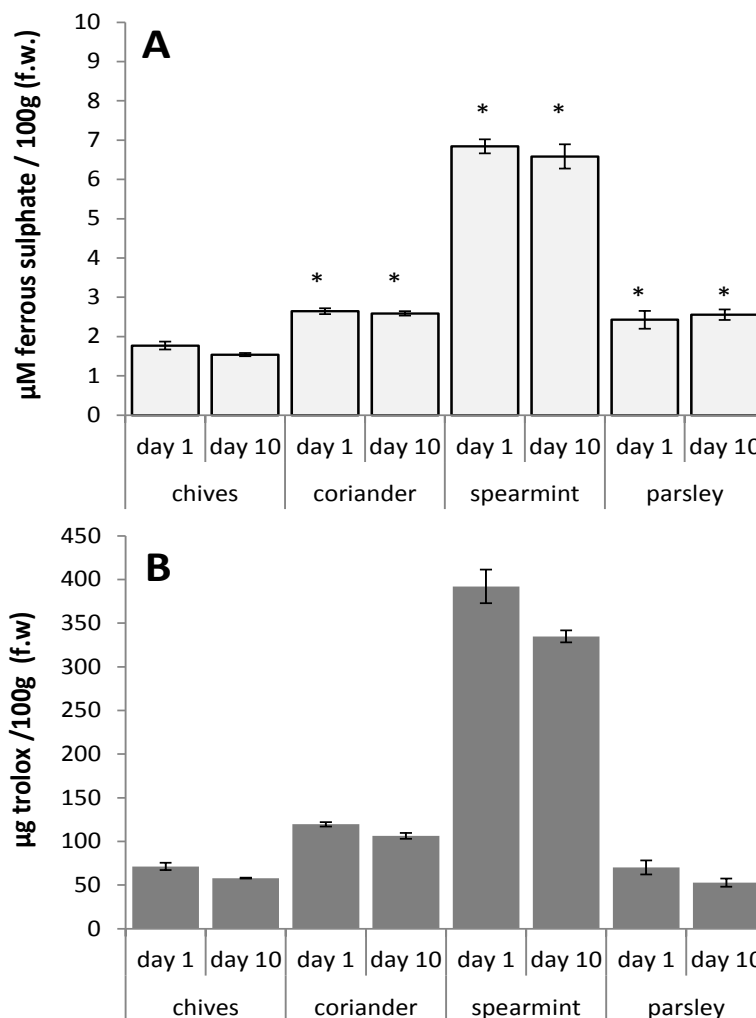 A
µM ferrous sulphate / 100g (f.w.)
10
9
8
7
6
5
4
3
2
1
0
* * * * * *
day 1 day 10 day 1 day 10 day 1 day 10 day 1 day 10
chives coriander spearmint parsley
B
µg trolox /100g (f.w)
450
400
350
300
250
200
150
100
50
0
day 1 day 10 day 1 day 10 day 1 day 10 day 1 day 10
chives coriander spearmint parsley